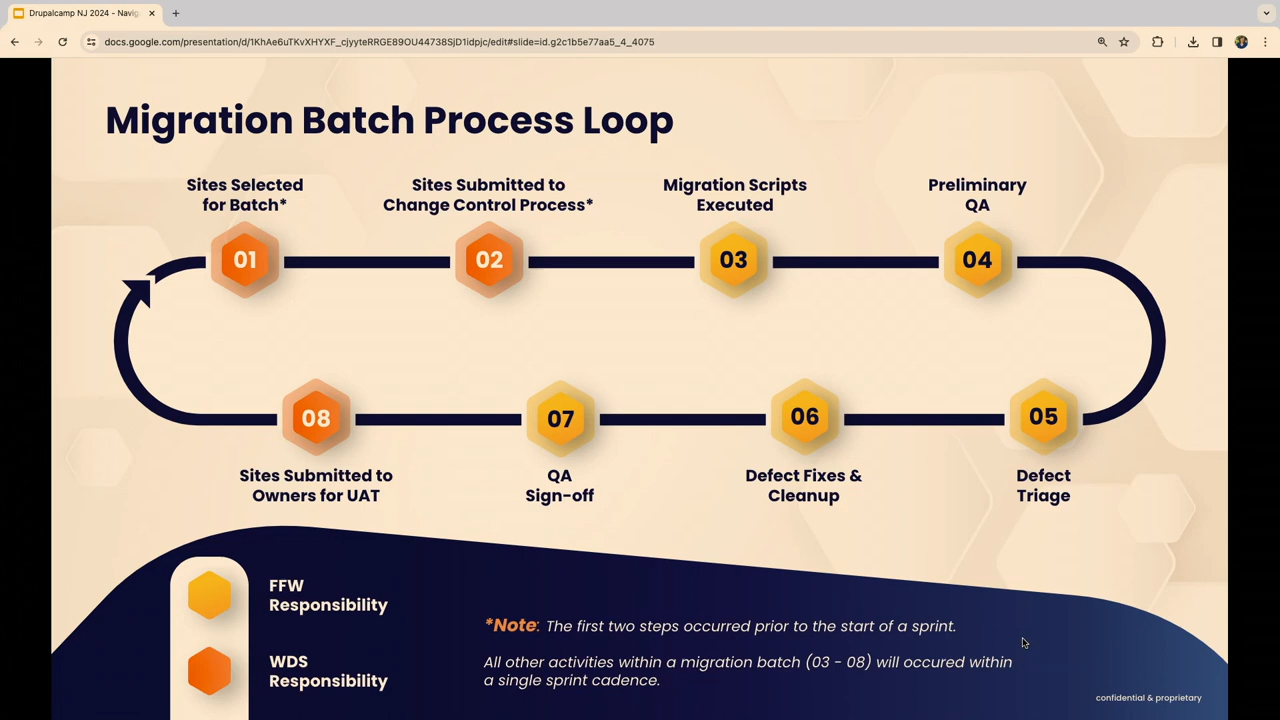 Drupalcamp NJ 2024 - Navig
docs.google.com/presentation/d/1KhAe6uTKvXHYXF_cjyyteRRGE89OU44738SjD1idpjc/edit#slide=id.g2c1b5e77aa5_4_4075
Migration Batch Process Loop
Sites Selected
for Batch*
Sites Submitted to
Change Control Process*
Migration Scripts
Executed
Preliminary
QA
01
02
03
04
08
07
06
05
Sites Submitted to
Owners for UAT
QA
Sign-off
Defect Fixes &
Cleanup
Defect
Triage
FFW
Responsibility
WDS
Responsibility
*Note: The first two steps occurred prior to the start of a sprint.
All other activities within a migration batch (03 - 08) will occured within
a single sprint cadence.
confidential & proprietary